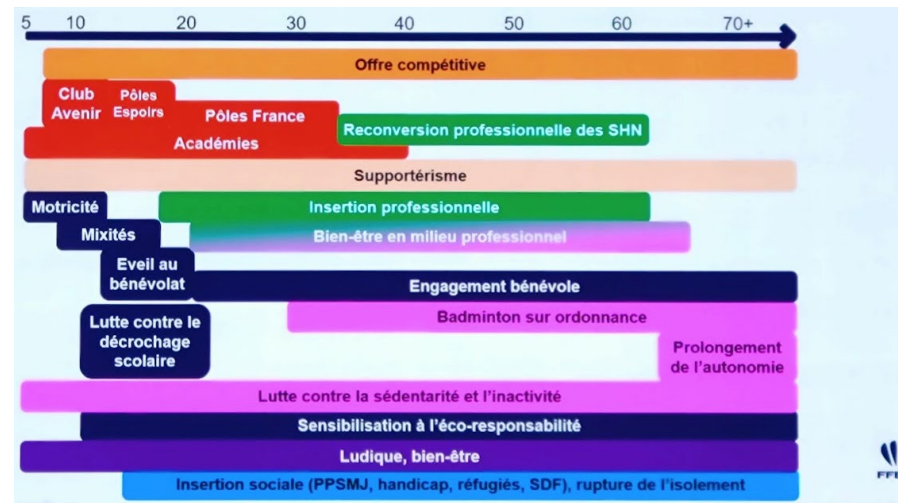 5 10 20 30 40 50 60 70+
Offre compétitive
Club
Avenir
Pôles
Espoirs
Pôles France
Reconversion professionnelle des SHN
Académies
Supportérisme
Motricité
Insertion professionnelle
Mixités
Bien-être en milieu professionnel
Eveil au
bénévolat
Engagement bénévole
Badminton sur ordonnance
Lutte contre le
décrochage
scolaire
Prolongement
de l'autonomie
Lutte contre la sédentarité et l'inactivité
Sensibilisation à l'éco-responsabilité
Ludique, bien-être
Insertion sociale (PPSMJ, handicap, réfugiés, SDF), rupture de l'isolement